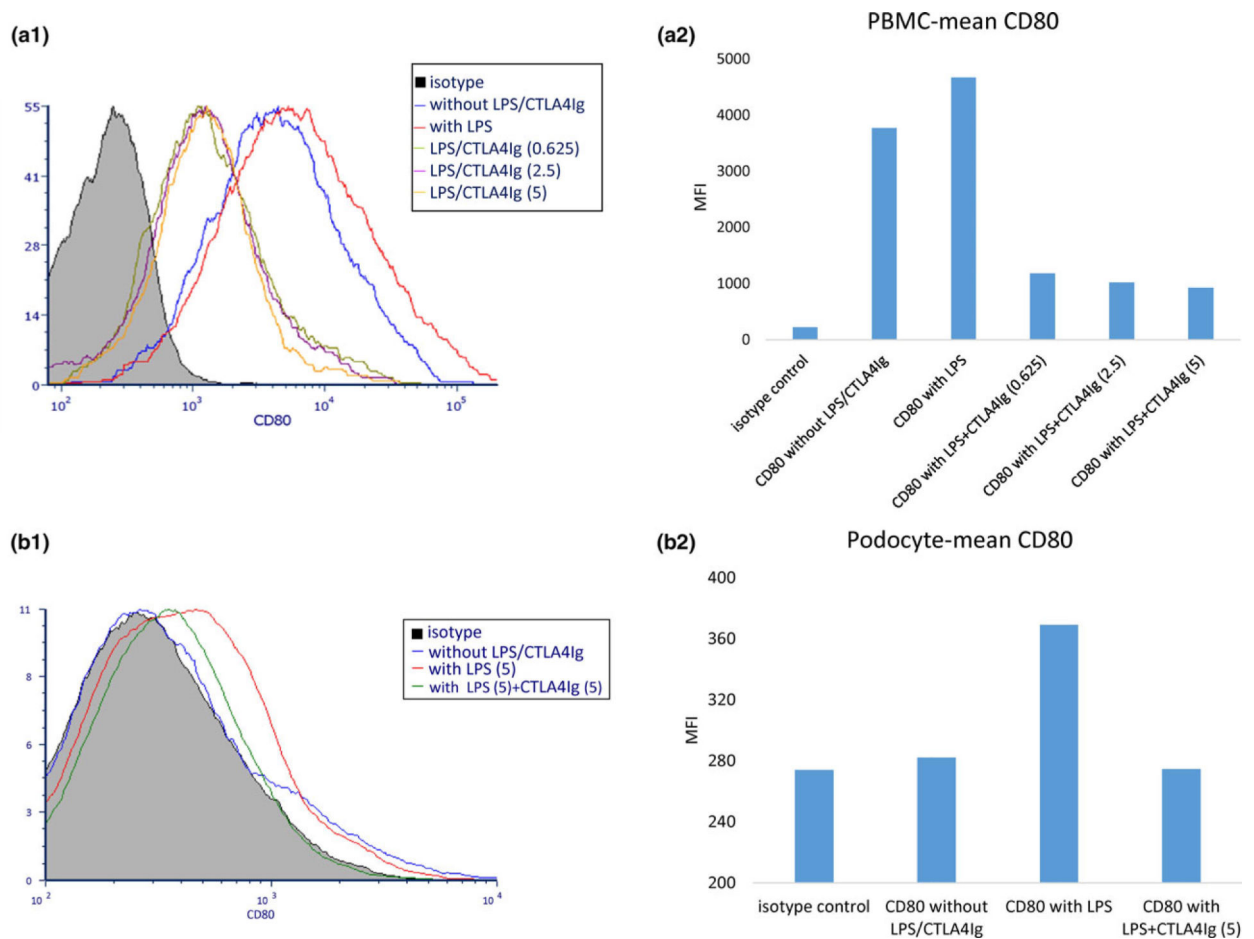 (a1)
isotype
without LPS/CTLA4Ig
with LPS
LPS/CTLA4Ig (0.625)
LPS/CTLA4Ig (2.5)
LPS/CTLA4Ig (5)
55
41
28
14
0
10²
10³
10⁴
10⁵
CD80
(a2)
PBMC-mean CD80
5000
4000
3000
2000
1000
0
MFI
isotype control
CD80 without LPS/CTLA4Ig
CD80 with LPS
CD80 with LPS+CTLA4Ig (0.625)
CD80 with LPS+CTLA4Ig (2.5)
CD80 with LPS+CTLA4Ig (5)
(b1)
isotype
without LPS/CTLA4Ig
with LPS (5)
with LPS (5)+CTLA4Ig (5)
11
8
6
3
0
10²
10³
10⁴
CD80
(b2)
Podocyte-mean CD80
400
360
320
280
240
200
MFI
isotype control
CD80 without
LPS/CTLA4Ig
CD80 with LPS
CD80 with
LPS+CTLA4Ig (5)